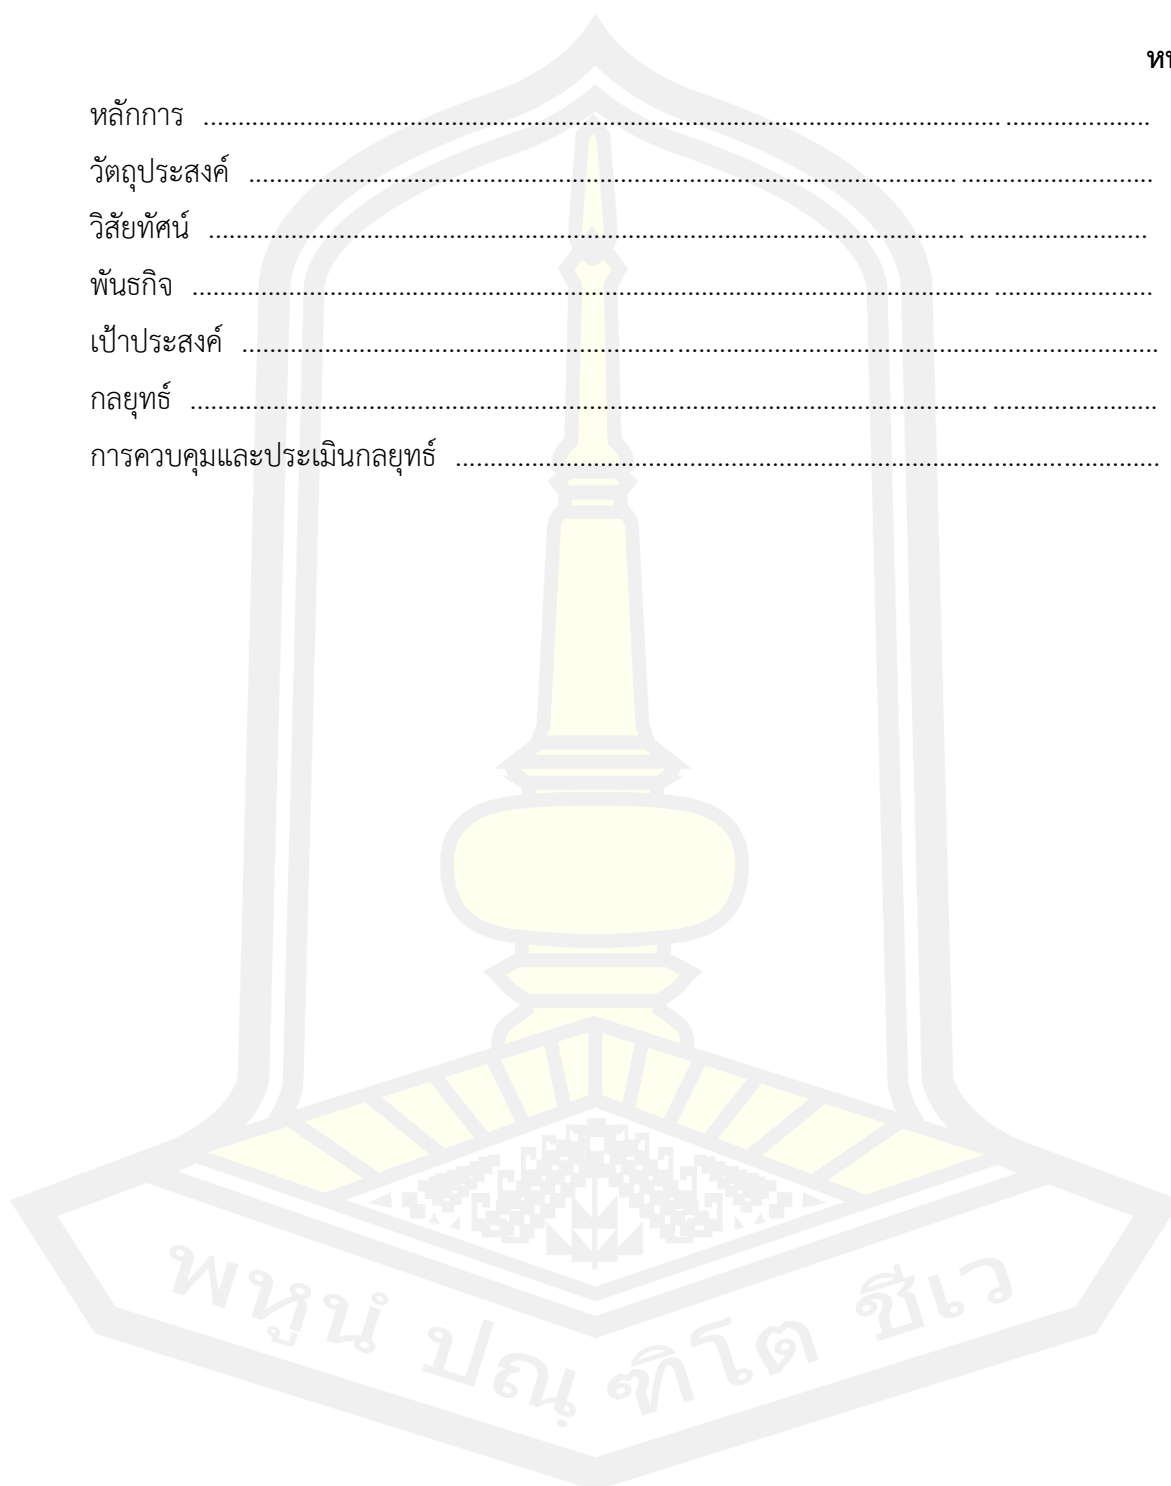 หลักการ ................................................................................................................................
วัตถุประสงค์ ................................................................................................................................
วิสัยทัศน์ ................................................................................................................................
พันธกิจ ................................................................................................................................
เป้าประสงค์ ................................................................................................................................
กลยุทธ์ ................................................................................................................................
การควบคุมและประเมินกลยุทธ์ ................................................................................................
พหูนํ ปณฺฑิโต ชีเว